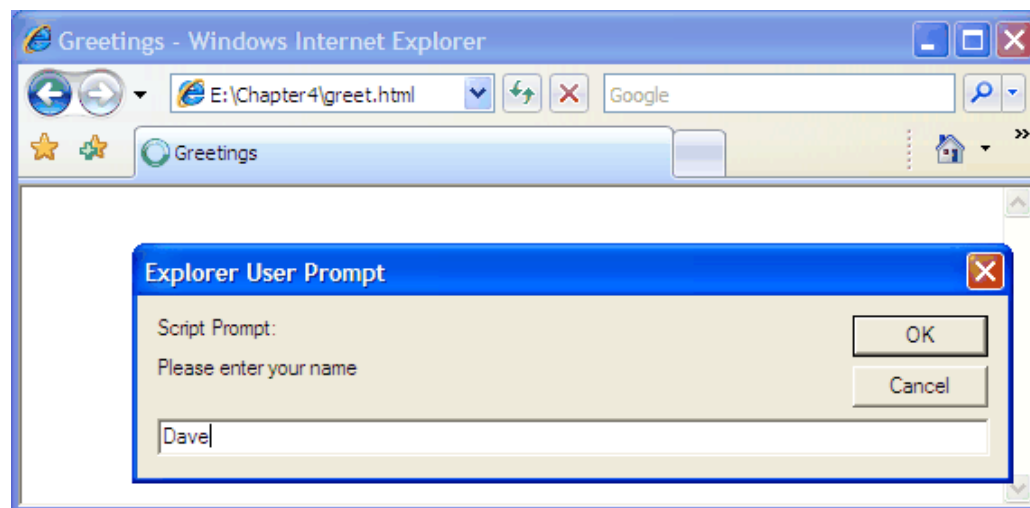 Greetings - Windows Internet Explorer
E:\Chapter4\greet.html
Google
Greetings
Explorer User Prompt
Script Prompt:
OK
Please enter your name
Cancel
Dave